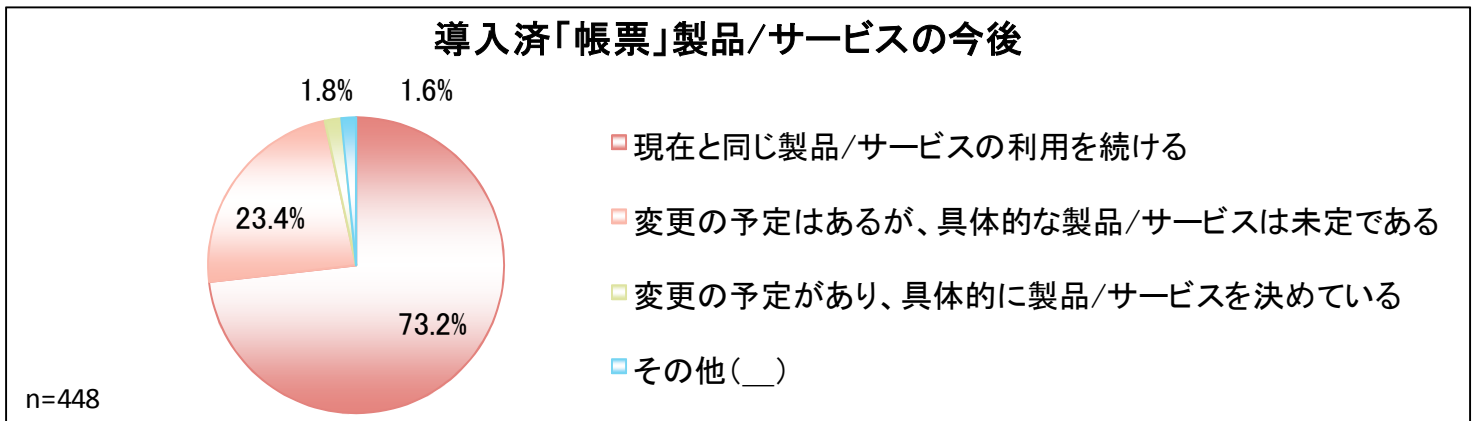 導入済「帳票」製品/サービスの今後
1.8%
1.6%
23.4%
73.2%
現在と同じ製品/サービスの利用を続ける
変更の予定はあるが、具体的な製品/サービスは未定である
変更の予定があり、具体的に製品/サービスを決めている
その他(__)
n=448